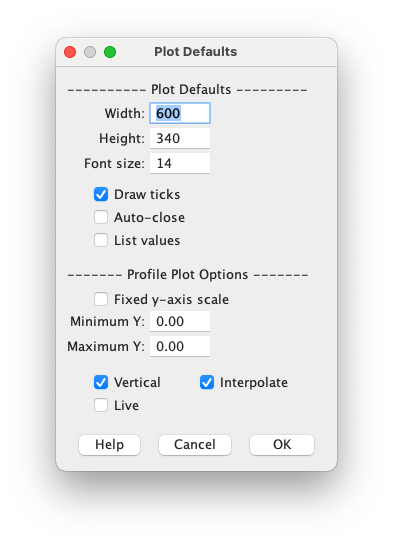 Plot Defaults
---------- Plot Defaults ---------
Width: 600
Height: 340
Font size: 14
Draw ticks
Auto-close
List values
------- Profile Plot Options -------
Fixed y-axis scale
Minimum Y: 0.00
Maximum Y: 0.00
Vertical Interpolate
Live
Help Cancel OK